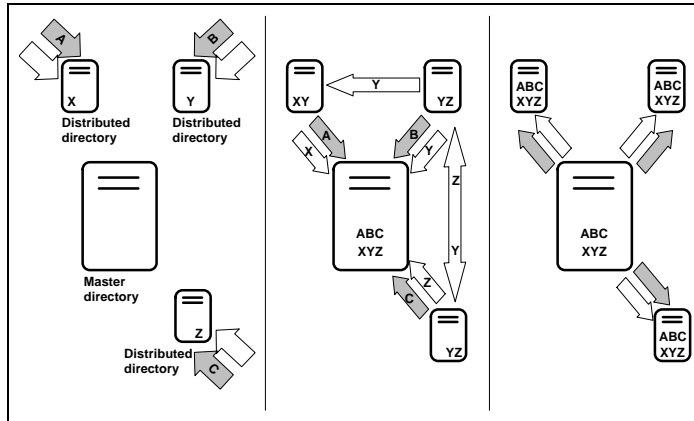 A
B
X
Y
Distributed
directory
Distributed
directory
Master
directory
Z
Distributed
directory
C
XY
Y
YZ
A
X
B
Y
ABC
XYZ
Z
Y
Z
C
YZ
ABC
XYZ
ABC
XYZ
ABC
XYZ
ABC
XYZ